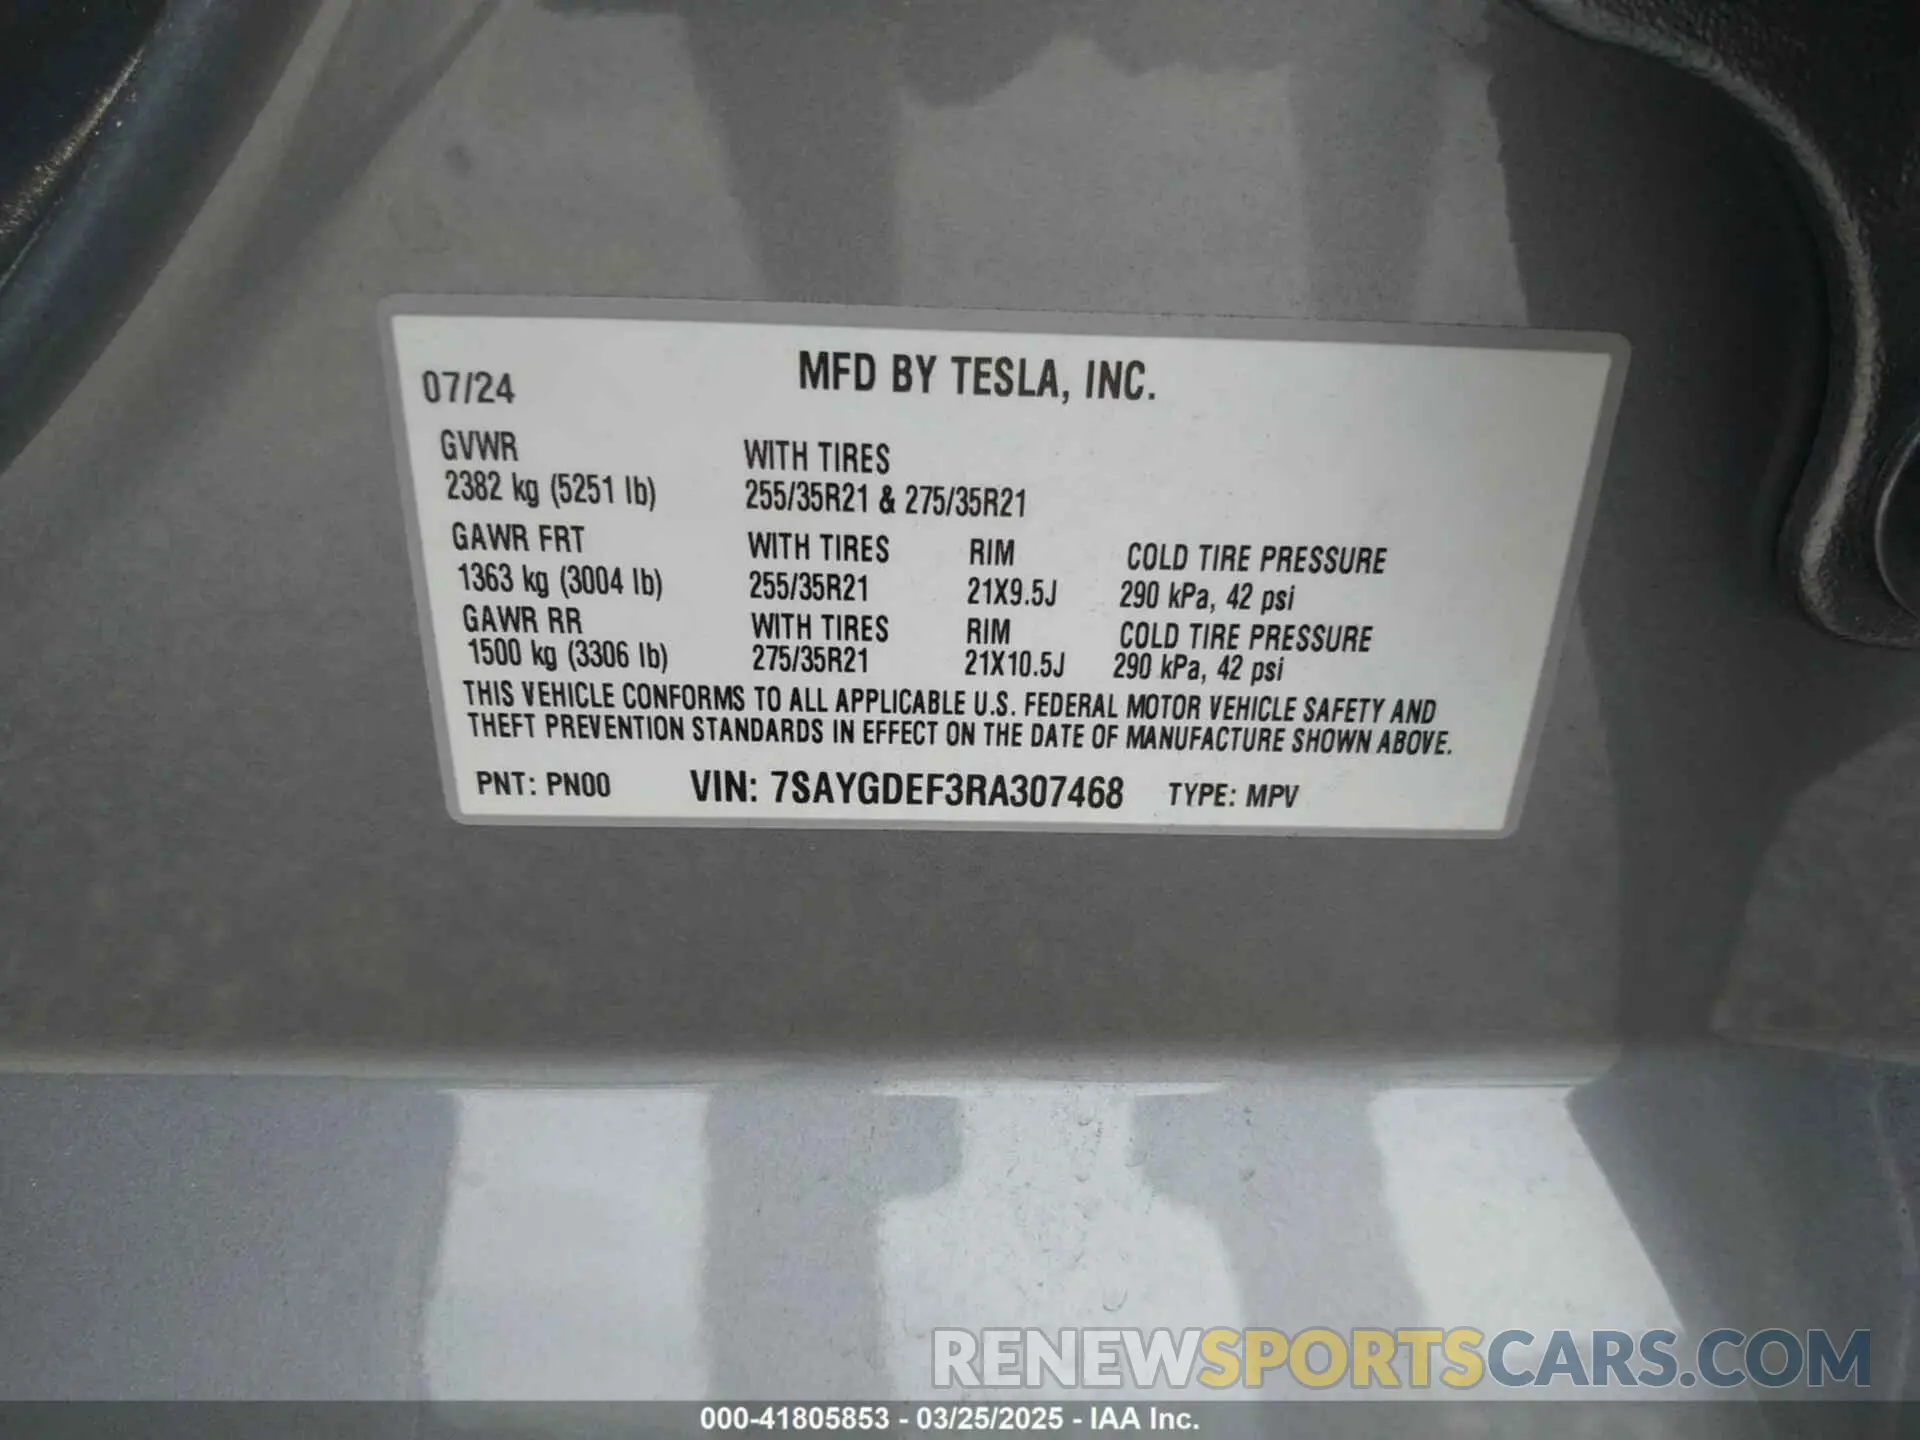 07/24 MFD BY TESLA, INC.
GVWR WITH TIRES
2382 kg (5251 lb) 255/35R21 & 275/35R21
GAWR FRT WITH TIRES RIM COLD TIRE PRESSURE
1363 kg (3004 lb) 255/35R21 21X9.5J 290 kPa, 42 psi
GAWR RR WITH TIRES RIM COLD TIRE PRESSURE
1500 kg (3306 lb) 275/35R21 21X10.5J 290 kPa, 42 psi
THIS VEHICLE CONFORMS TO ALL APPLICABLE U.S. FEDERAL MOTOR VEHICLE SAFETY AND
THEFT PREVENTION STANDARDS IN EFFECT ON THE DATE OF MANUFACTURE SHOWN ABOVE.
PNT: PN00 VIN: 7SAYGDEF3RA307468 TYPE: MPV
RENEWSPORTSCARS.COM
000-41805853 - 03/25/2025 - IAA Inc.